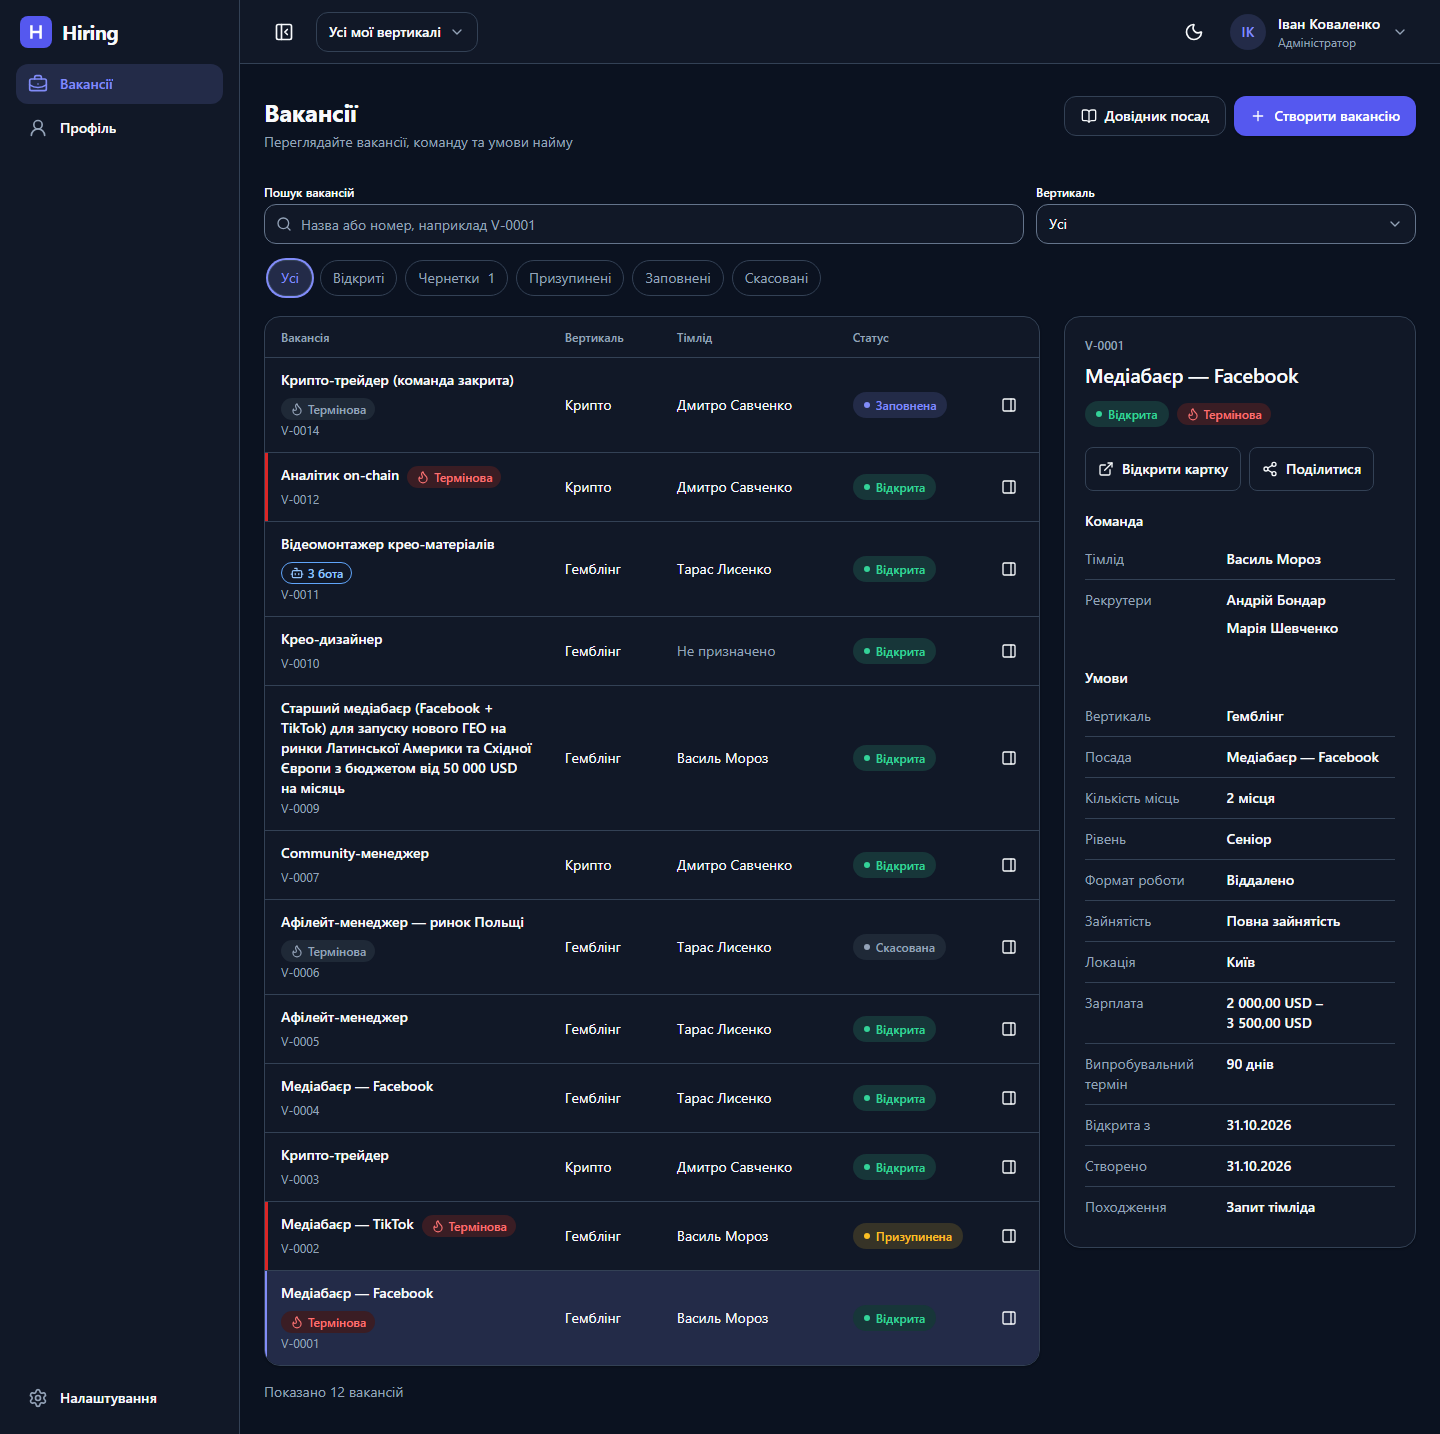 H Hiring
Вакансії
Профіль
Налаштування
Усі мої вертикалі
ІК
Іван Коваленко
Адміністратор
Вакансії
Переглядайте вакансії, команду та умови найму
Довідник посад
Створити вакансію
Пошук вакансій
Назва або номер, наприклад V-0001
Вертикаль
Усі
Усі
Відкриті
Чернетки 1
Призупинені
Заповнені
Скасовані
Вакансія Вертикаль Тімлід Статус
Крипто-трейдер (команда закрита)
Термінова
V-0014
Крипто
Дмитро Савченко
Заповнена
Аналітик on-chain Термінова
V-0012
Крипто
Дмитро Савченко
Відкрита
Відеомонтажер крео-матеріалів
З бота
V-0011
Гемблінг
Тарас Лисенко
Відкрита
Крео-дизайнер
V-0010
Гемблінг
Не призначено
Відкрита
Старший медіабаєр (Facebook +
TikTok) для запуску нового ГЕО на
ринки Латинської Америки та Східної
Європи з бюджетом від 50 000 USD
на місяць
V-0009
Гемблінг
Василь Мороз
Відкрита
Community-менеджер
V-0007
Крипто
Дмитро Савченко
Відкрита
Афілейт-менеджер — ринок Польщі
Термінова
V-0006
Гемблінг
Тарас Лисенко
Скасована
Афілейт-менеджер
V-0005
Гемблінг
Тарас Лисенко
Відкрита
Медіабаєр — Facebook
V-0004
Гемблінг
Тарас Лисенко
Відкрита
Крипто-трейдер
V-0003
Крипто
Дмитро Савченко
Відкрита
Медіабаєр — TikTok Термінова
V-0002
Гемблінг
Василь Мороз
Призупинена
Медіабаєр — Facebook
Термінова
V-0001
Гемблінг
Василь Мороз
Відкрита
Показано 12 вакансій
V-0001
Медіабаєр — Facebook
Відкрита Термінова
Відкрити картку
Поділитися
Команда
Тімлід Василь Мороз
Рекрутери Андрій Бондар
Марія Шевченко
Умови
Вертикаль Гемблінг
Посада Медіабаєр — Facebook
Кількість місць 2 місця
Рівень Сеніор
Формат роботи Віддалено
Зайнятість Повна зайнятість
Локація Київ
Зарплата 2 000,00 USD –
3 500,00 USD
Випробувальний 90 днів
термін
Відкрита з 31.10.2026
Створено 31.10.2026
Походження Запит тімліда